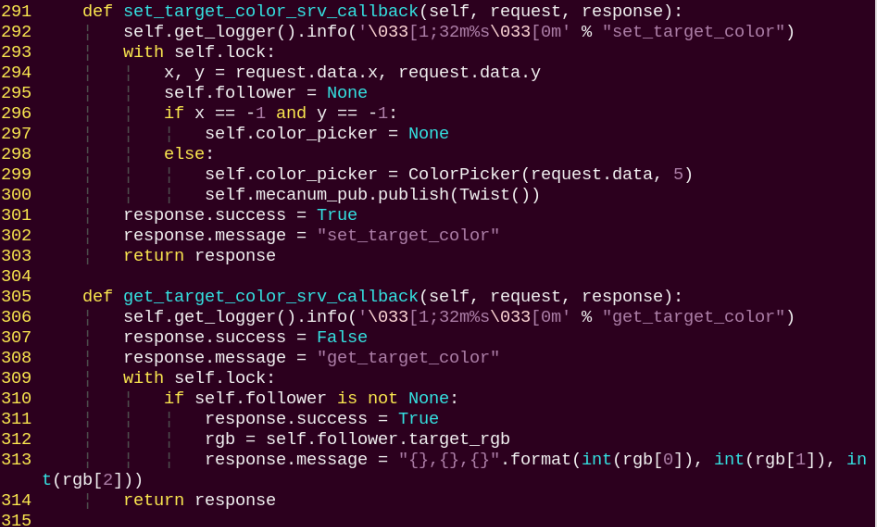 291     def set_target_color_srv_callback(self, request, response):
292         self.get_logger().info('\033[1;32m%s\033[0m' % "set_target_color")
293         with self.lock:
294             x, y = request.data.x, request.data.y
295             self.follower = None
296             if x == -1 and y == -1:
297                 self.color_picker = None
298             else:
299                 self.color_picker = ColorPicker(request.data, 5)
300                 self.mecanum_pub.publish(Twist())
301         response.success = True
302         response.message = "set_target_color"
303         return response
304
305     def get_target_color_srv_callback(self, request, response):
306         self.get_logger().info('\033[1;32m%s\033[0m' % "get_target_color")
307         response.success = False
308         response.message = "get_target_color"
309         with self.lock:
310             if self.follower is not None:
311                 response.success = True
312                 rgb = self.follower.target_rgb
313                 response.message = "{},{},{}".format(int(rgb[0]), int(rgb[1]), in
t(rgb[2]))
314         return response
315